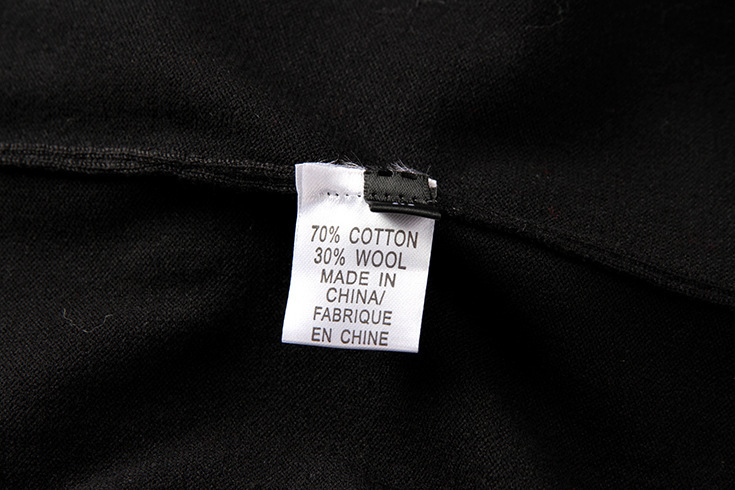 70% COTTON
30% WOOL
MADE IN
CHINA/
FABRIQUE
EN CHINE